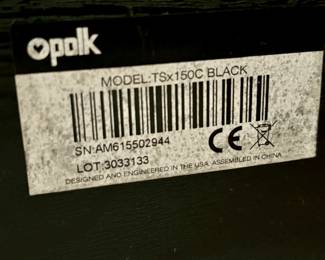 polk
MODEL:TSx150C BLACK
SN:AM615502944
LOT:3033133
DESIGNED AND ENGINEERED IN THE USA. ASSEMBLED IN CHINA